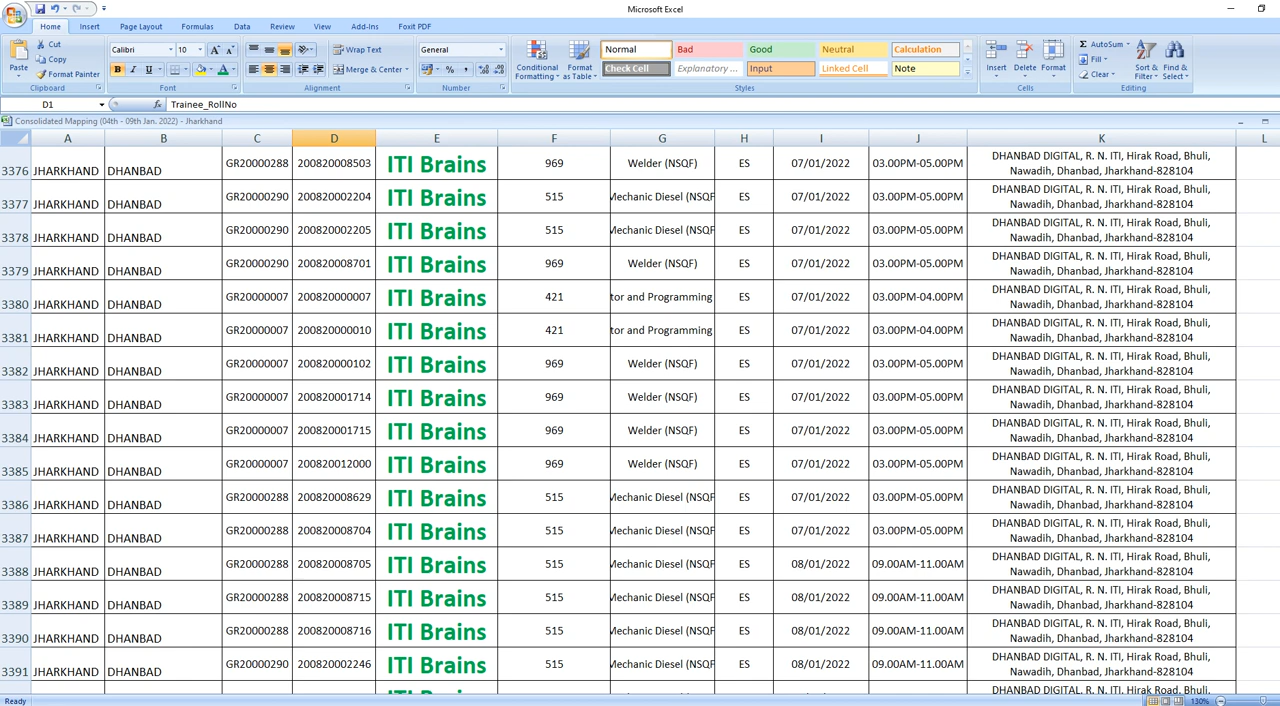 Microsoft Excel
Home Insert Page Layout Formulas Data Review View Add-Ins Foxit PDF
Paste
Cut
Copy
Format Painter
Clipboard
Calibri 10
B I U
Font
Wrap Text
Merge & Center
Alignment
General
%
Number
Conditional Formatting
Format as Table
Normal Bad Good Neutral Calculation
Check Cell Explanatory ... Input Linked Cell Note
Styles
Insert Delete Format
Cells
Σ AutoSum
Fill
Clear
Sort & Filter
Find & Select
Editing
D1 fx Trainee_RollNo
Consolidated Mapping (04th - 09th Jan. 2022) - Jharkhand
A B C D E F G H I J K L
3376 JHARKHAND DHANBAD GR20000288 200820008503 ITI Brains 969 Welder (NSQF) ES 07/01/2022 03.00PM-05.00PM DHANBAD DIGITAL, R. N. ITI, Hirak Road, Bhuli,
Nawadih, Dhanbad, Jharkhand-828104
3377 JHARKHAND DHANBAD GR20000290 200820002204 ITI Brains 515 Mechanic Diesel (NSQF ES 07/01/2022 03.00PM-05.00PM DHANBAD DIGITAL, R. N. ITI, Hirak Road, Bhuli,
Nawadih, Dhanbad, Jharkhand-828104
3378 JHARKHAND DHANBAD GR20000290 200820002205 ITI Brains 515 Mechanic Diesel (NSQF ES 07/01/2022 03.00PM-05.00PM DHANBAD DIGITAL, R. N. ITI, Hirak Road, Bhuli,
Nawadih, Dhanbad, Jharkhand-828104
3379 JHARKHAND DHANBAD GR20000290 200820008701 ITI Brains 969 Welder (NSQF) ES 07/01/2022 03.00PM-05.00PM DHANBAD DIGITAL, R. N. ITI, Hirak Road, Bhuli,
Nawadih, Dhanbad, Jharkhand-828104
3380 JHARKHAND DHANBAD GR20000007 200820000007 ITI Brains 421 tor and Programming ES 07/01/2022 03.00PM-04.00PM DHANBAD DIGITAL, R. N. ITI, Hirak Road, Bhuli,
Nawadih, Dhanbad, Jharkhand-828104
3381 JHARKHAND DHANBAD GR20000007 200820000010 ITI Brains 421 tor and Programming ES 07/01/2022 03.00PM-04.00PM DHANBAD DIGITAL, R. N. ITI, Hirak Road, Bhuli,
Nawadih, Dhanbad, Jharkhand-828104
3382 JHARKHAND DHANBAD GR20000007 200820000102 ITI Brains 969 Welder (NSQF) ES 07/01/2022 03.00PM-05.00PM DHANBAD DIGITAL, R. N. ITI, Hirak Road, Bhuli,
Nawadih, Dhanbad, Jharkhand-828104
3383 JHARKHAND DHANBAD GR20000007 200820001714 ITI Brains 969 Welder (NSQF) ES 07/01/2022 03.00PM-05.00PM DHANBAD DIGITAL, R. N. ITI, Hirak Road, Bhuli,
Nawadih, Dhanbad, Jharkhand-828104
3384 JHARKHAND DHANBAD GR20000007 200820001715 ITI Brains 969 Welder (NSQF) ES 07/01/2022 03.00PM-05.00PM DHANBAD DIGITAL, R. N. ITI, Hirak Road, Bhuli,
Nawadih, Dhanbad, Jharkhand-828104
3385 JHARKHAND DHANBAD GR20000007 200820012000 ITI Brains 969 Welder (NSQF) ES 07/01/2022 03.00PM-05.00PM DHANBAD DIGITAL, R. N. ITI, Hirak Road, Bhuli,
Nawadih, Dhanbad, Jharkhand-828104
3386 JHARKHAND DHANBAD GR20000288 200820008629 ITI Brains 515 Mechanic Diesel (NSQF ES 07/01/2022 03.00PM-05.00PM DHANBAD DIGITAL, R. N. ITI, Hirak Road, Bhuli,
Nawadih, Dhanbad, Jharkhand-828104
3387 JHARKHAND DHANBAD GR20000288 200820008704 ITI Brains 515 Mechanic Diesel (NSQF ES 07/01/2022 03.00PM-05.00PM DHANBAD DIGITAL, R. N. ITI, Hirak Road, Bhuli,
Nawadih, Dhanbad, Jharkhand-828104
3388 JHARKHAND DHANBAD GR20000288 200820008705 ITI Brains 515 Mechanic Diesel (NSQF ES 08/01/2022 09.00AM-11.00AM DHANBAD DIGITAL, R. N. ITI, Hirak Road, Bhuli,
Nawadih, Dhanbad, Jharkhand-828104
3389 JHARKHAND DHANBAD GR20000288 200820008715 ITI Brains 515 Mechanic Diesel (NSQF ES 08/01/2022 09.00AM-11.00AM DHANBAD DIGITAL, R. N. ITI, Hirak Road, Bhuli,
Nawadih, Dhanbad, Jharkhand-828104
3390 JHARKHAND DHANBAD GR20000288 200820008716 ITI Brains 515 Mechanic Diesel (NSQF ES 08/01/2022 09.00AM-11.00AM DHANBAD DIGITAL, R. N. ITI, Hirak Road, Bhuli,
Nawadih, Dhanbad, Jharkhand-828104
3391 JHARKHAND DHANBAD GR20000290 200820002246 ITI Brains 515 Mechanic Diesel (NSQF ES 08/01/2022 09.00AM-11.00AM DHANBAD DIGITAL, R. N. ITI, Hirak Road, Bhuli,
Nawadih, Dhanbad, Jharkhand-828104
DHANBAD DIGITAL, R. N. ITI, Hirak Road, Bhuli,
Ready 130%